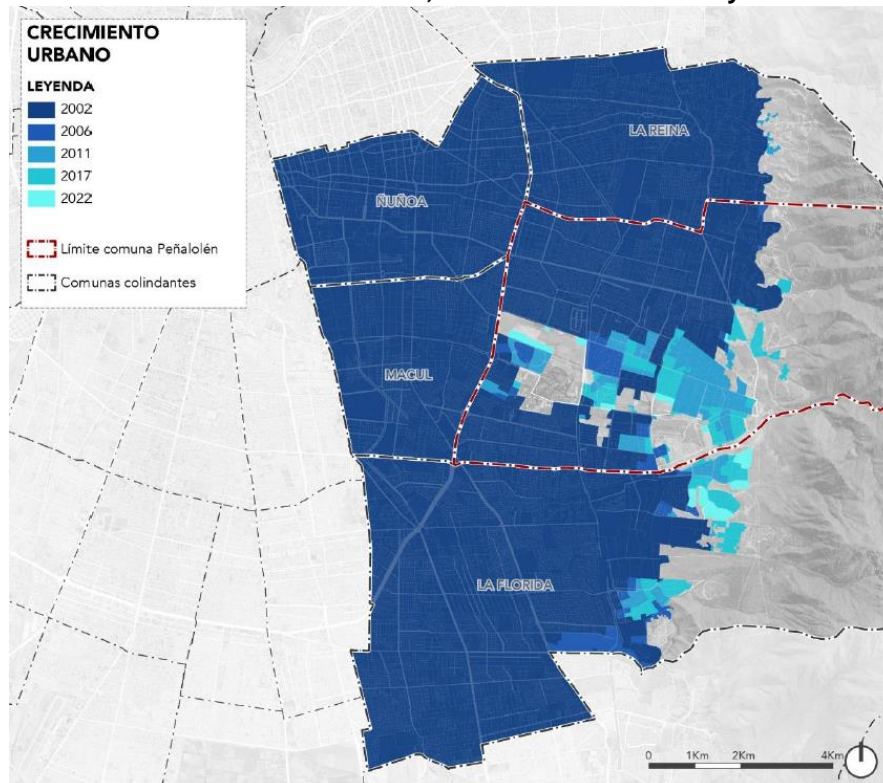 CRECIMIENTO
URBANO
LEYENDA
2002
2006
2011
2017
2022
Límite comuna Peñalolén
Comunas colindantes
LA REINA
ÑUÑOA
MACUL
LA FLORIDA
0 1Km 2Km 4Km